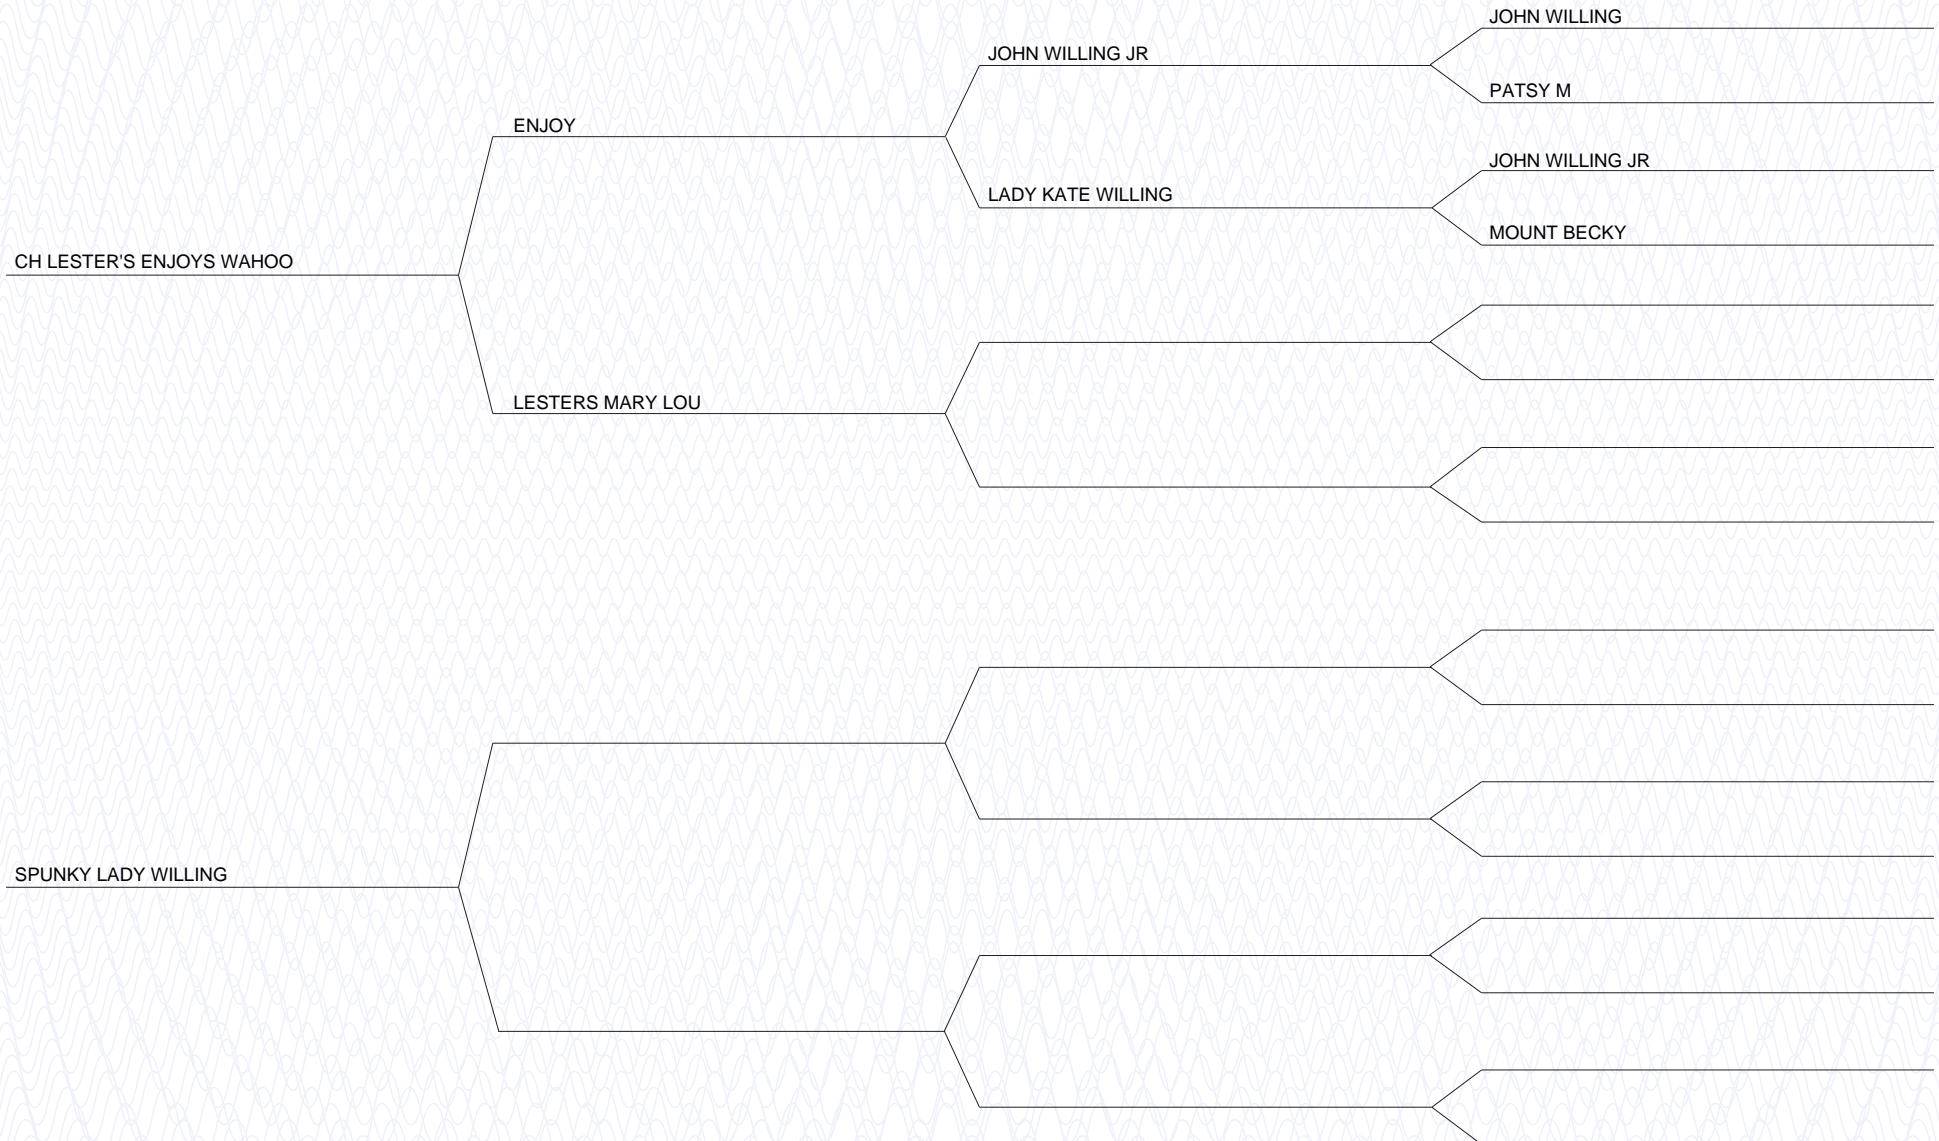 JOHN WILLING
JOHN WILLING JR
PATSY M
ENJOY
JOHN WILLING JR
LADY KATE WILLING
MOUNT BECKY
CH LESTER'S ENJOYS WAHOO
LESTERS MARY LOU
SPUNKY LADY WILLING